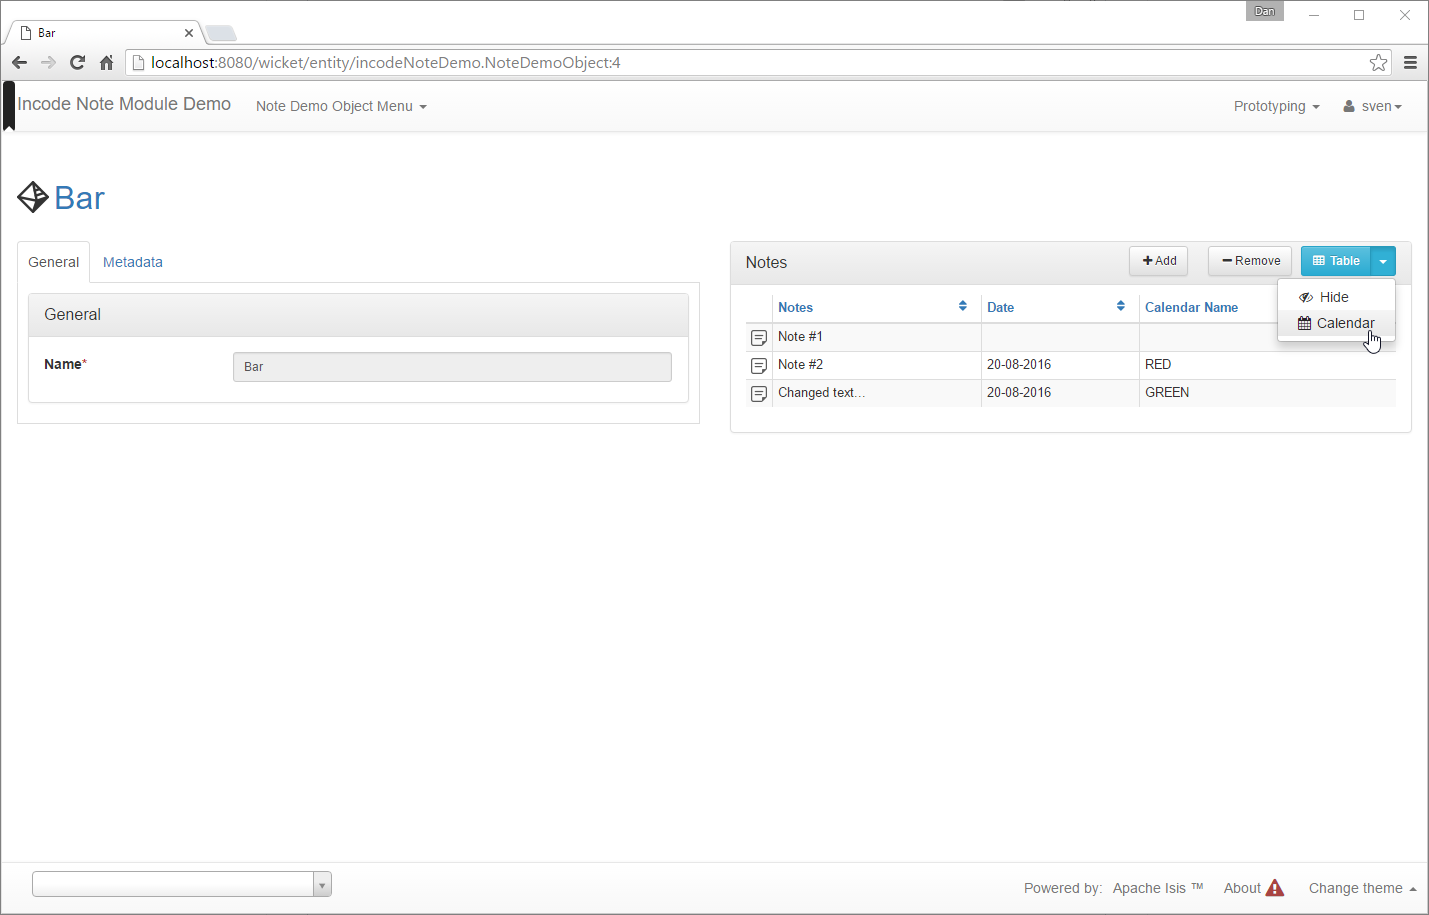 Dan
Bar
localhost:8080/wicket/entity/incodeNoteDemo.NoteDemoObject:4
Incode Note Module Demo Note Demo Object Menu Prototyping sven
Bar
General Metadata
General
Name* Bar
Notes Add Remove Table
Hide
Calendar
Notes Date Calendar Name
Note #1
Note #2 20-08-2016 RED
Changed text... 20-08-2016 GREEN
Powered by: Apache Isis ™ About Change theme